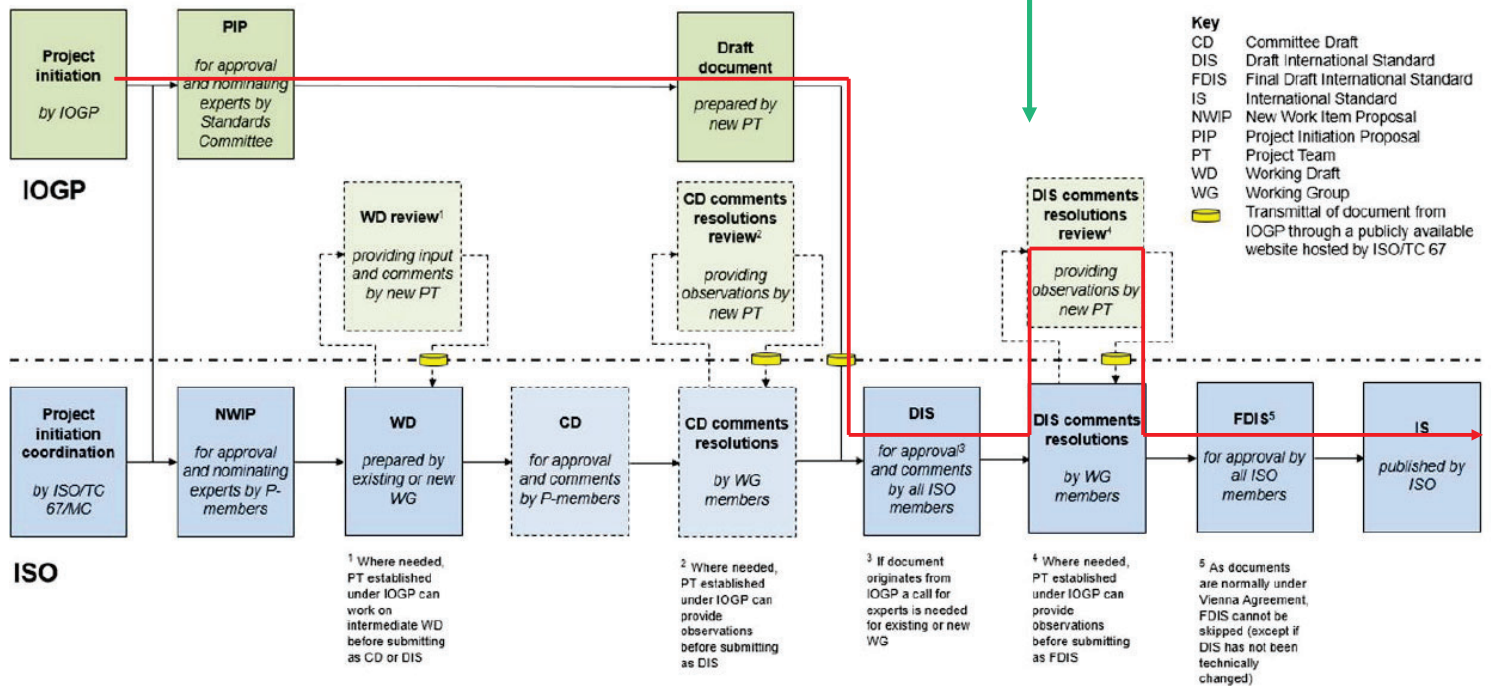 Project
initiation
by IOGP
PIP
for approval
and nominating
experts by
Standards
Committee
Draft
document
prepared by
new PT
Key
CD Committee Draft
DIS Draft International Standard
FDIS Final Draft International Standard
IS International Standard
NWIP New Work Item Proposal
PIP Project Initiation Proposal
PT Project Team
WD Working Draft
WG Working Group
Transmittal of document from
IOGP through a publicly available
website hosted by ISO/TC 67
IOGP
WD review¹
providing input
and comments
by new PT
CD comments
resolutions
review²
providing
observations by
new PT
DIS comments
resolutions
review⁴
providing
observations by
new PT
Project
initiation
coordination
by ISO/TC
67/MC
NWIP
for approval
and nominating
experts by P-
members
WD
prepared by
existing or new
WG
CD
for approval
and comments
by P-members
CD comments
resolutions
by WG
members
DIS
for approval³
and comments
by all ISO
members
DIS comments
resolutions
by WG
members
FDIS⁵
for approval by
all ISO
members
IS
published by
ISO
ISO
¹ Where needed,
PT established
under IOGP can
work on
intermediate WD
before submitting
as CD or DIS
² Where needed,
PT established
under IOGP can
provide
observations
before submitting
as DIS
³ If document
originates from
IOGP a call for
experts is needed
for existing or new
WG
⁴ Where needed,
PT established
under IOGP can
provide
observations
before submitting
as FDIS
⁵ As documents
are normally under
Vienna Agreement,
FDIS cannot be
skipped (except if
DIS has not been
technically
changed)